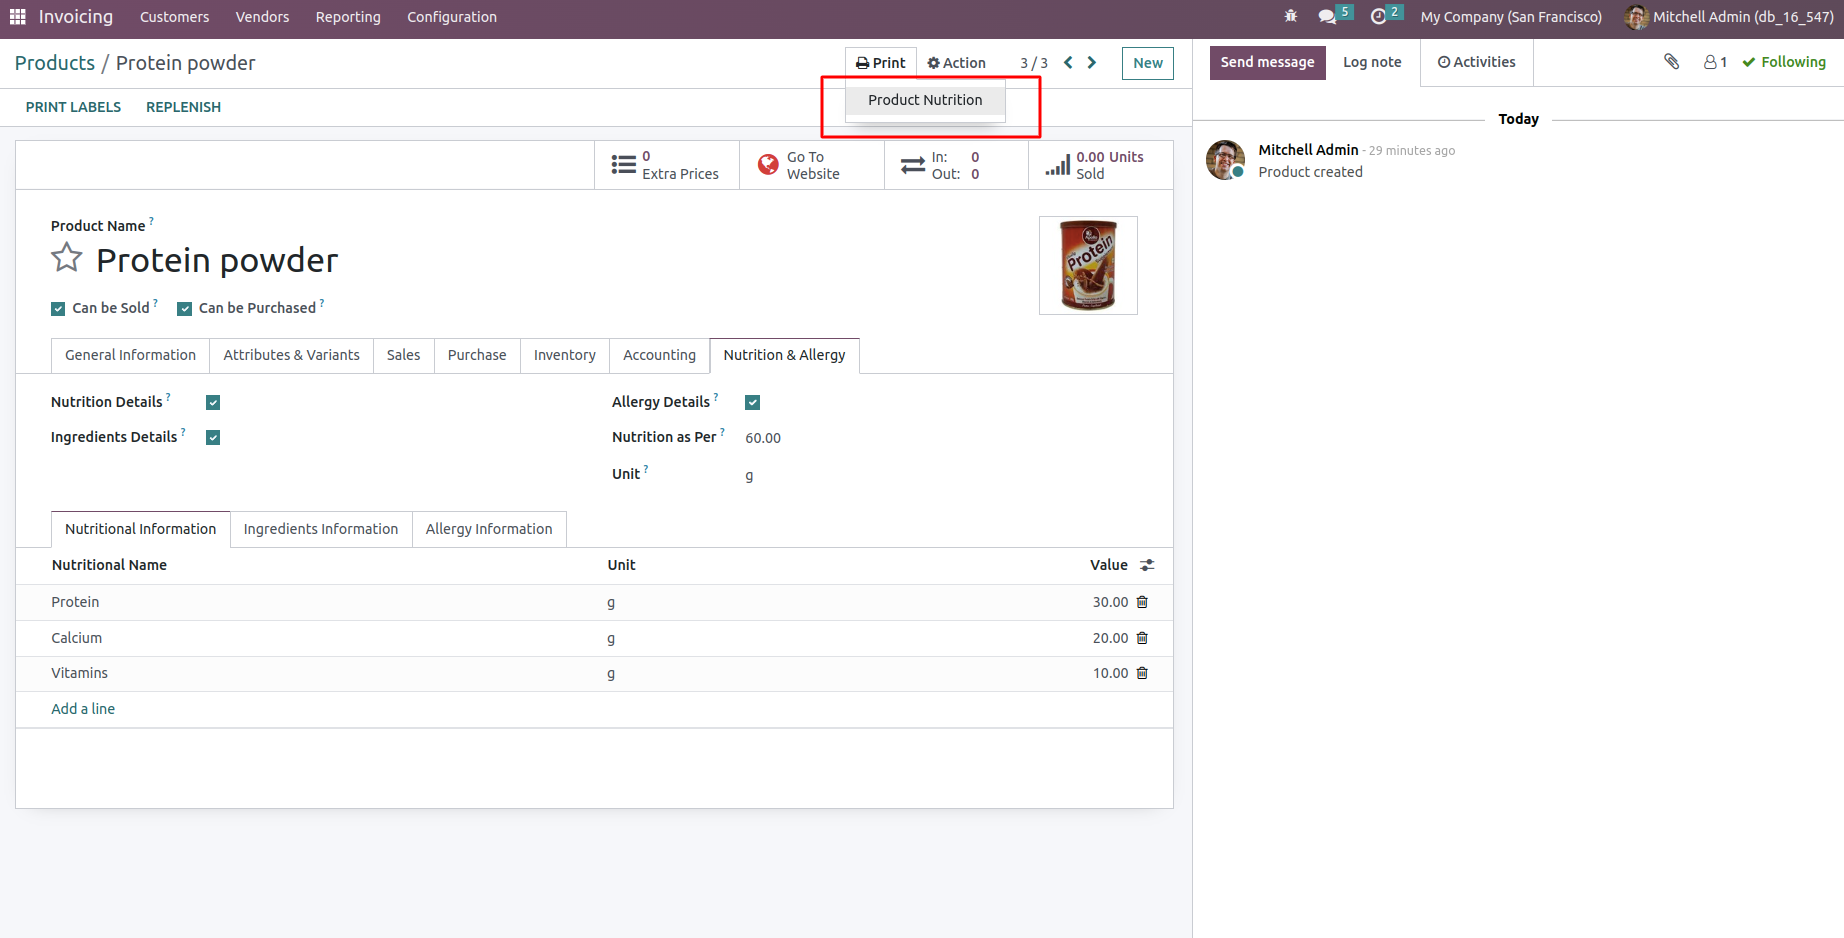 Invoicing Customers Vendors Reporting Configuration 5 2 My Company (San Francisco) Mitchell Admin (db_16_547)
Products / Protein powder Print Action 3 / 3 New
Product Nutrition
PRINT LABELS REPLENISH
0 Extra Prices
Go To Website
In: 0
Out: 0
0.00 Units Sold
Product Name ?
Protein powder
Protein
Can be Sold ? Can be Purchased ?
General Information Attributes & Variants Sales Purchase Inventory Accounting Nutrition & Allergy
Nutrition Details ? Allergy Details ?
Ingredients Details ? Nutrition as Per ? 60.00
Unit ? g
Nutritional Information Ingredients Information Allergy Information
Nutritional Name Unit Value
Protein g 30.00
Calcium g 20.00
Vitamins g 10.00
Add a line
Send message Log note Activities 1 Following
Today
Mitchell Admin - 29 minutes ago
Product created